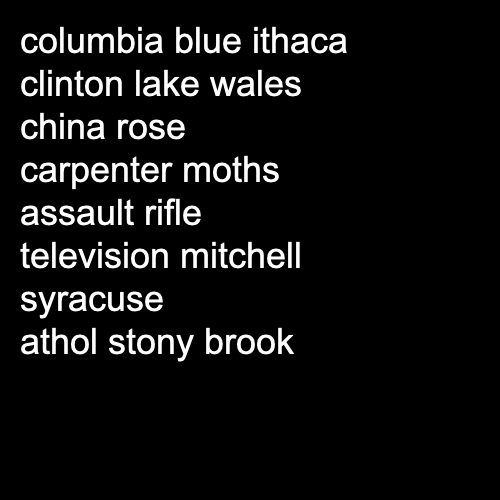 columbia blue ithaca
clinton lake wales
china rose
carpenter moths
assault rifle
television mitchell
syracuse
athol stony brook